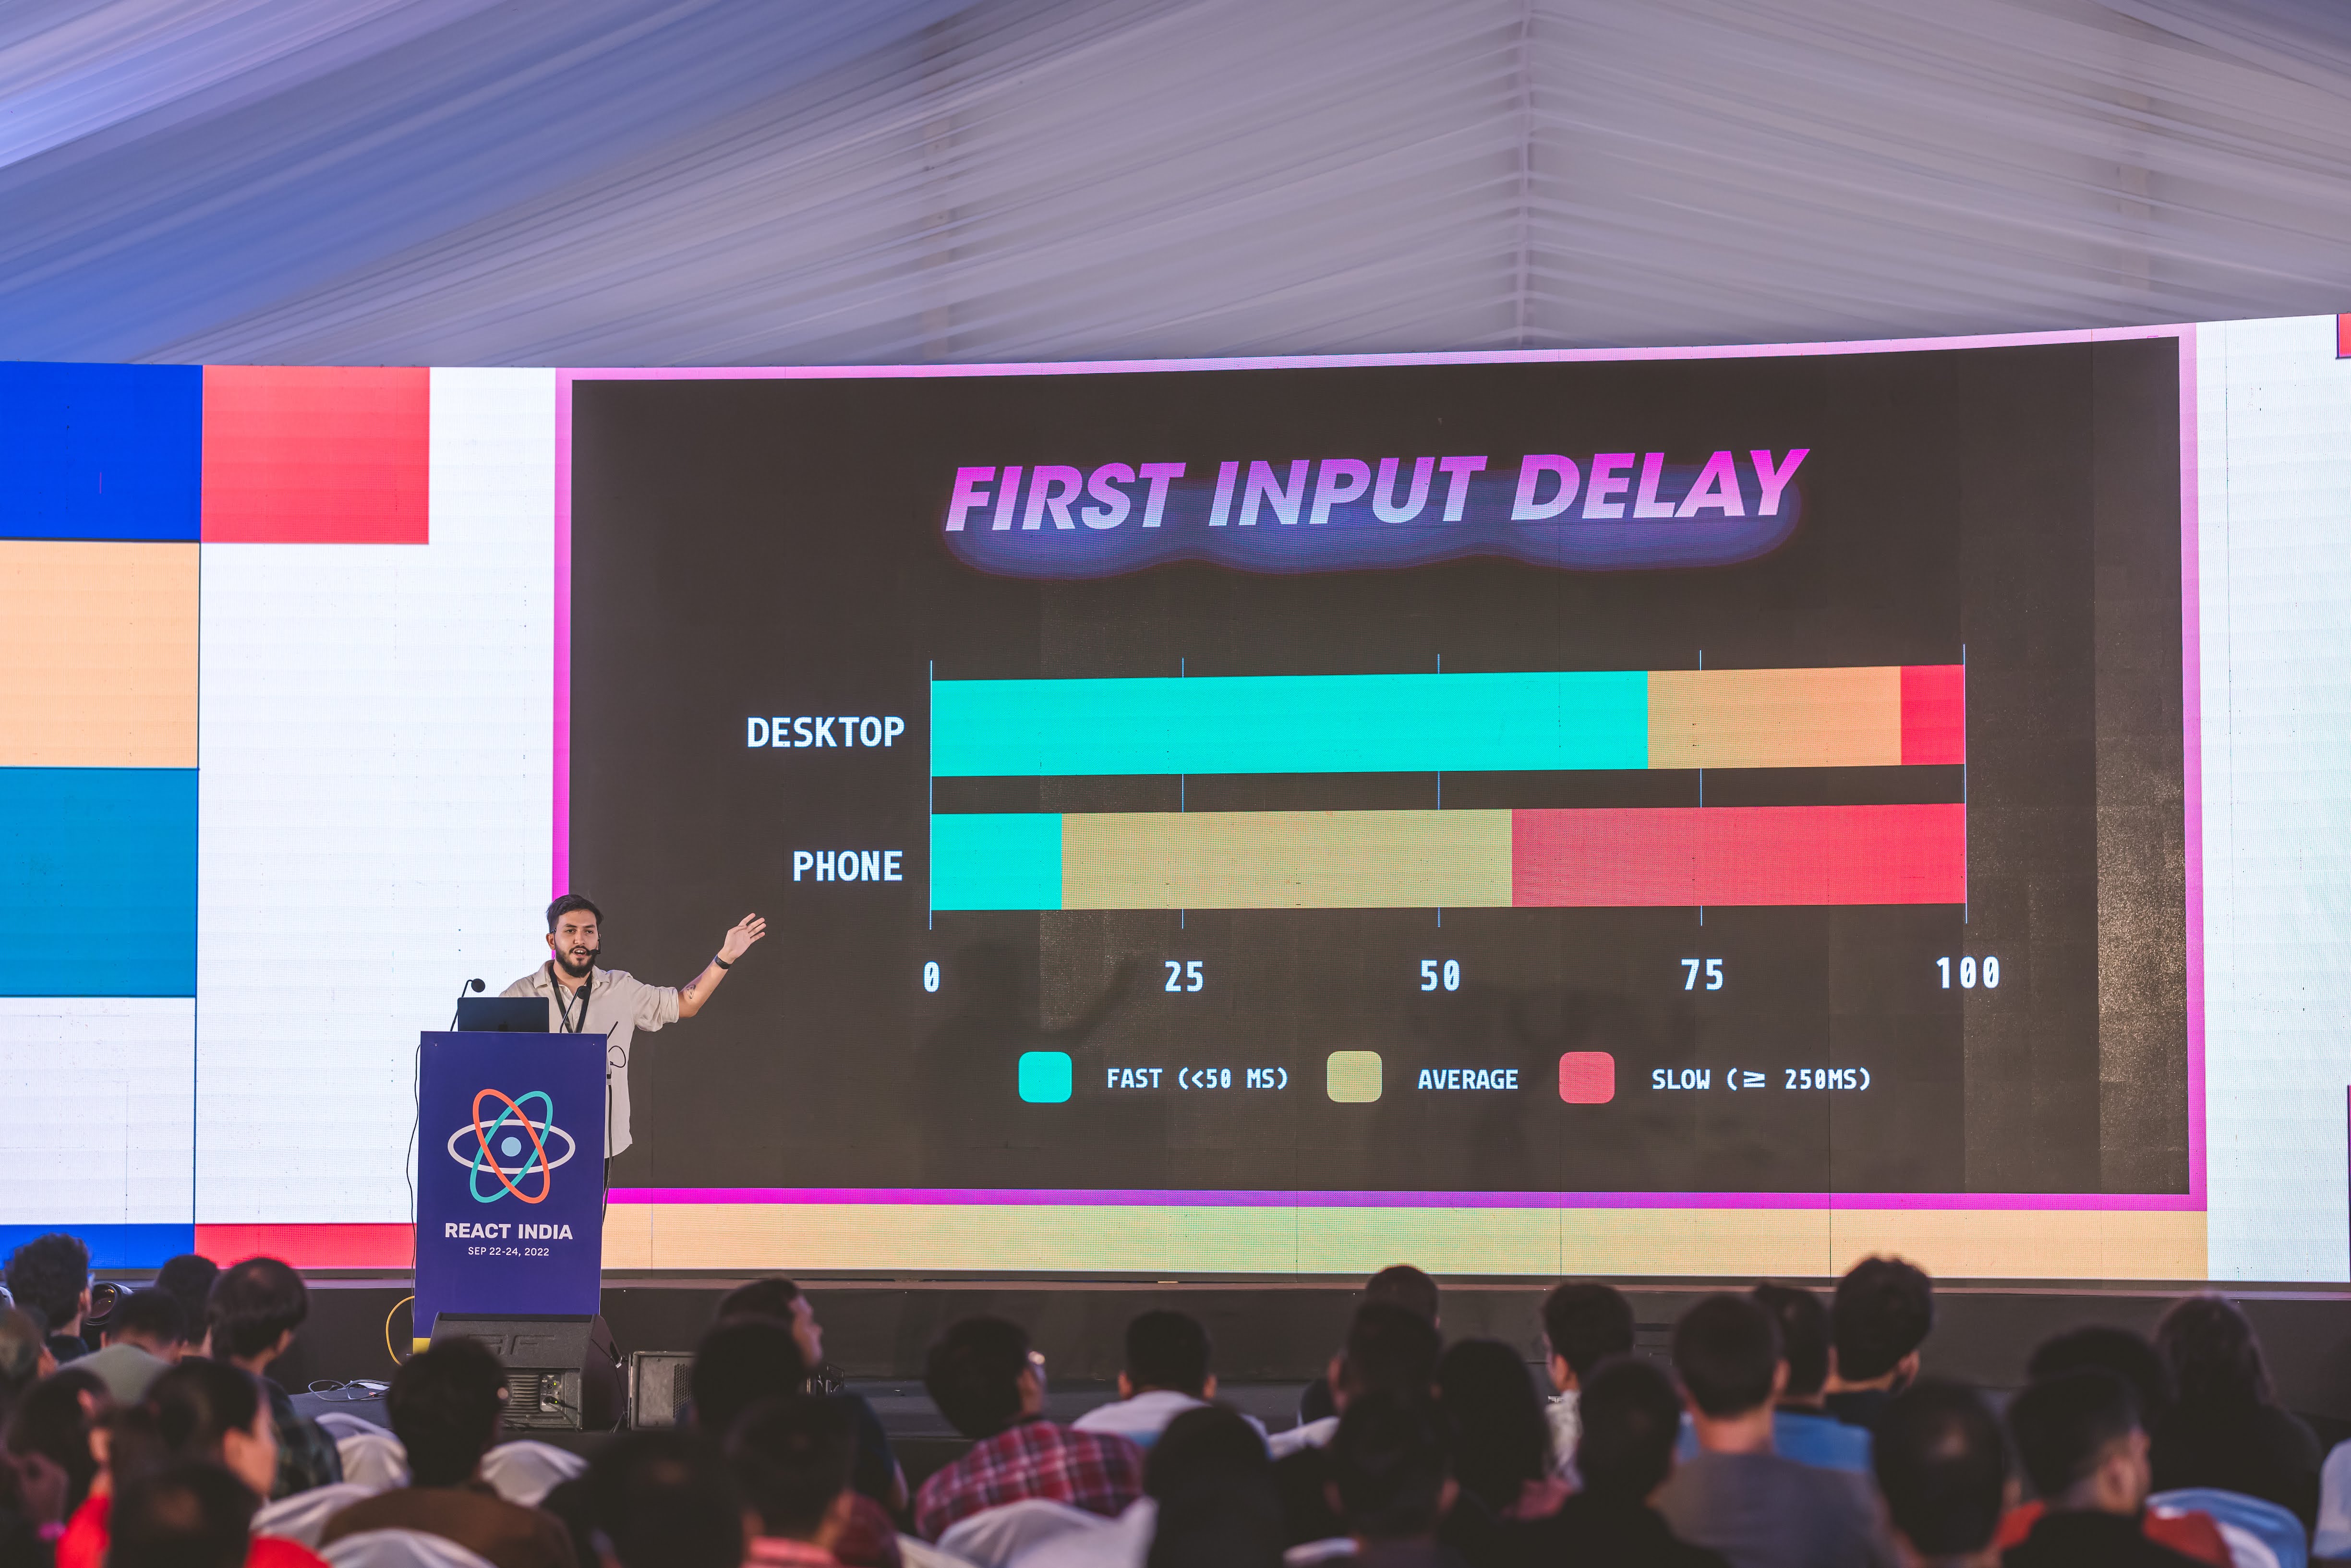 FIRST INPUT DELAY
DESKTOP
PHONE
0 25 50 75 100
FAST (<50 MS) AVERAGE SLOW (≥ 250MS)
REACT INDIA
SEP 22-24, 2022